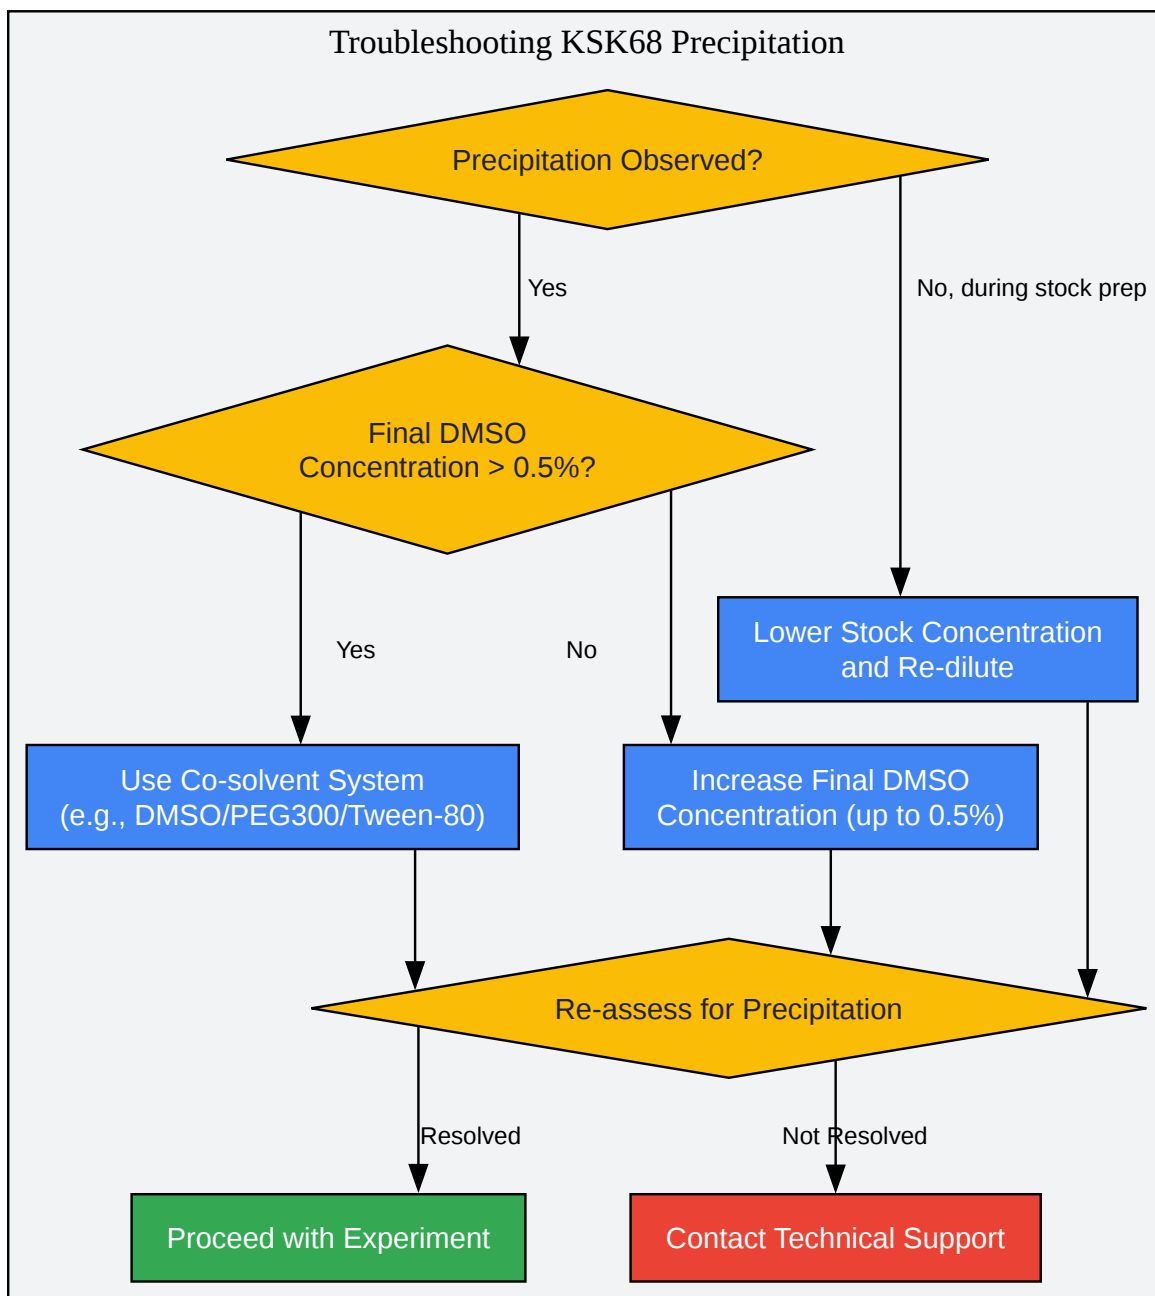 Troubleshooting KSK68 Precipitation
Precipitation Observed?
Yes
No, during stock prep
Final DMSO
Concentration > 0.5%?
Yes
No
Lower Stock Concentration
and Re-dilute
Use Co-solvent System
(e.g., DMSO/PEG300/Tween-80)
Increase Final DMSO
Concentration (up to 0.5%)
Re-assess for Precipitation
Resolved
Not Resolved
Proceed with Experiment
Contact Technical Support